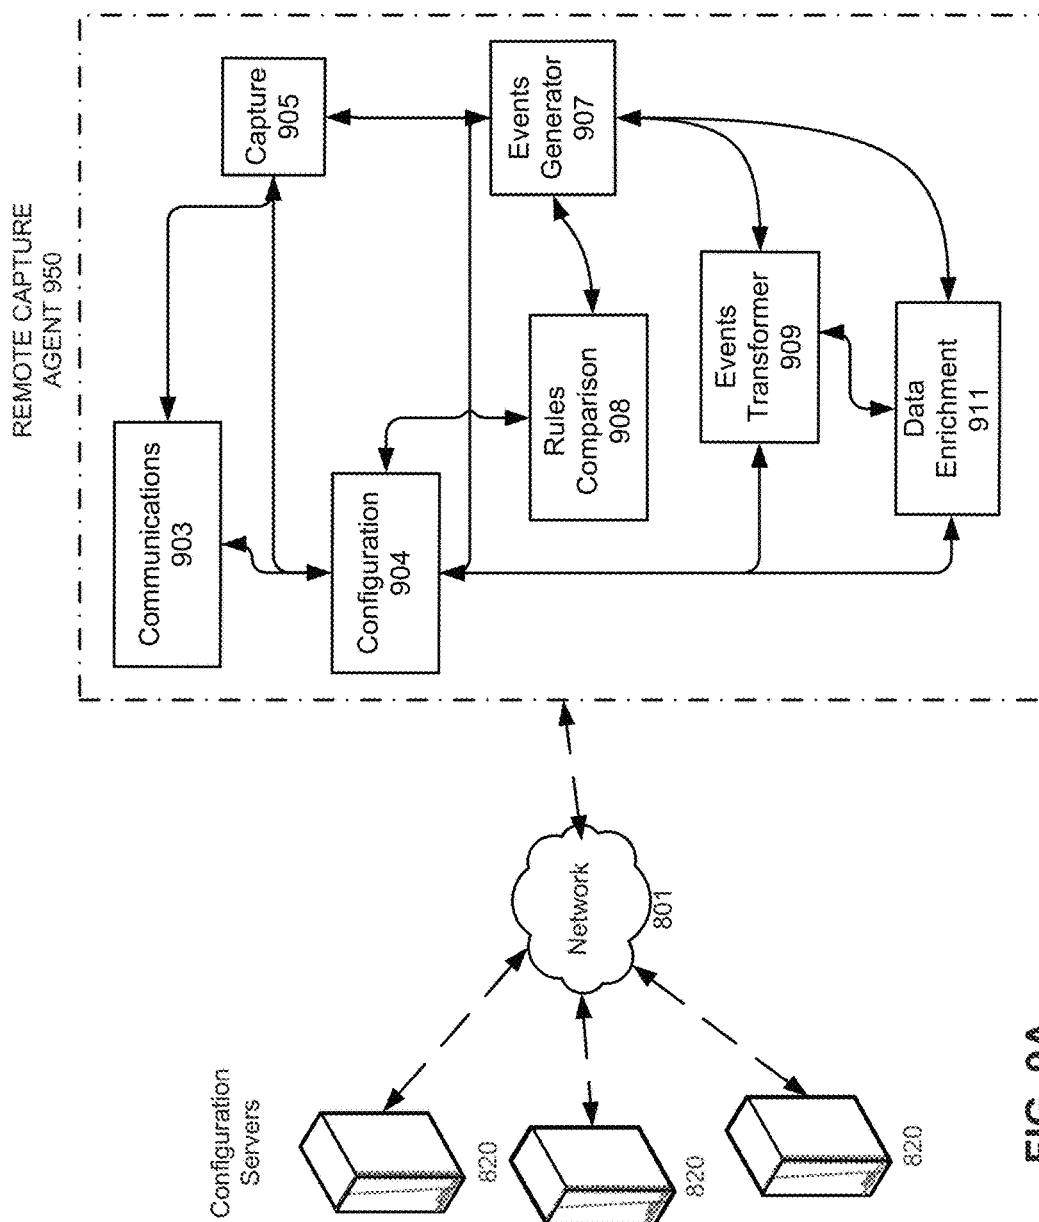 REMOTE CAPTURE
AGENT 950
Communications
903
Capture
905
Configuration
904
Events
Generator
907
Rules
Comparison
908
Events
Transformer
909
Data
Enrichment
911
Network
801
Configuration
Servers
820
820
820
FIG. 9A